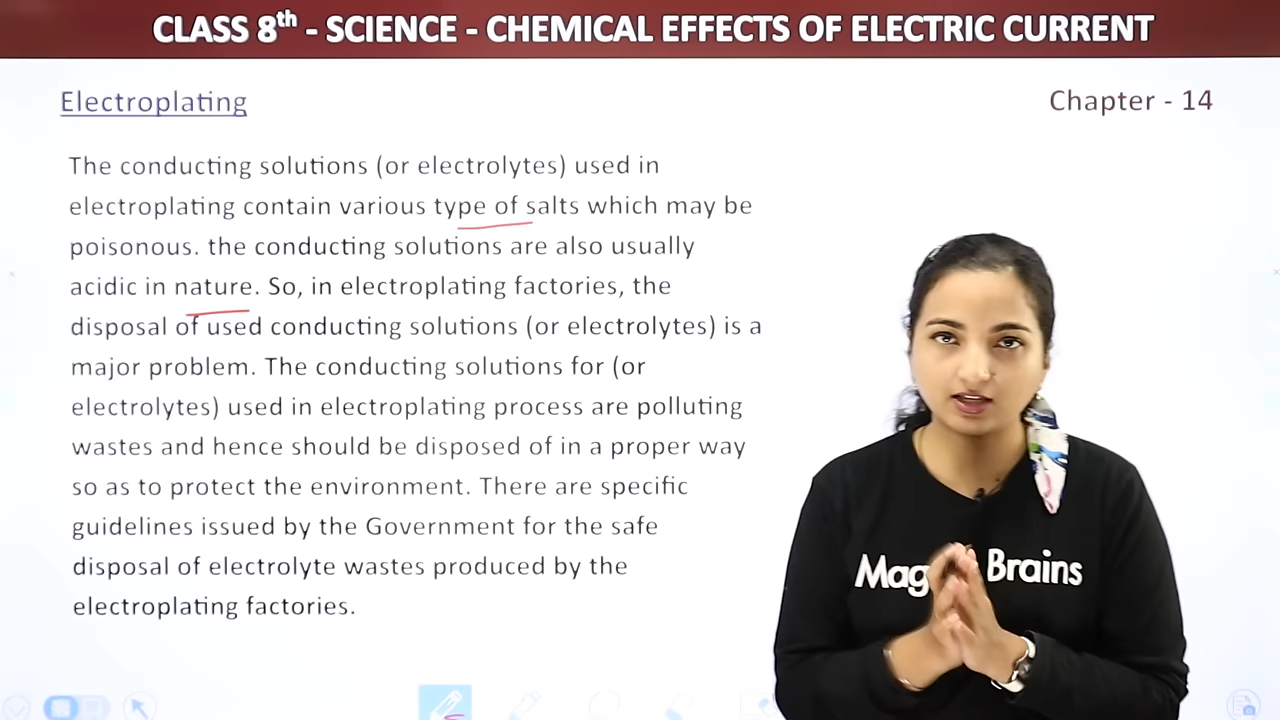 CLASS 8th - SCIENCE - CHEMICAL EFFECTS OF ELECTRIC CURRENT
Electroplating
Chapter - 14
The conducting solutions (or electrolytes) used in
electroplating contain various type of salts which may be
poisonous. the conducting solutions are also usually
acidic in nature. So, in electroplating factories, the
disposal of used conducting solutions (or electrolytes) is a
major problem. The conducting solutions for (or
electrolytes) used in electroplating process are polluting
wastes and hence should be disposed of in a proper way
so as to protect the environment. There are specific
guidelines issued by the Government for the safe
disposal of electrolyte wastes produced by the
electroplating factories.
Mag Brains